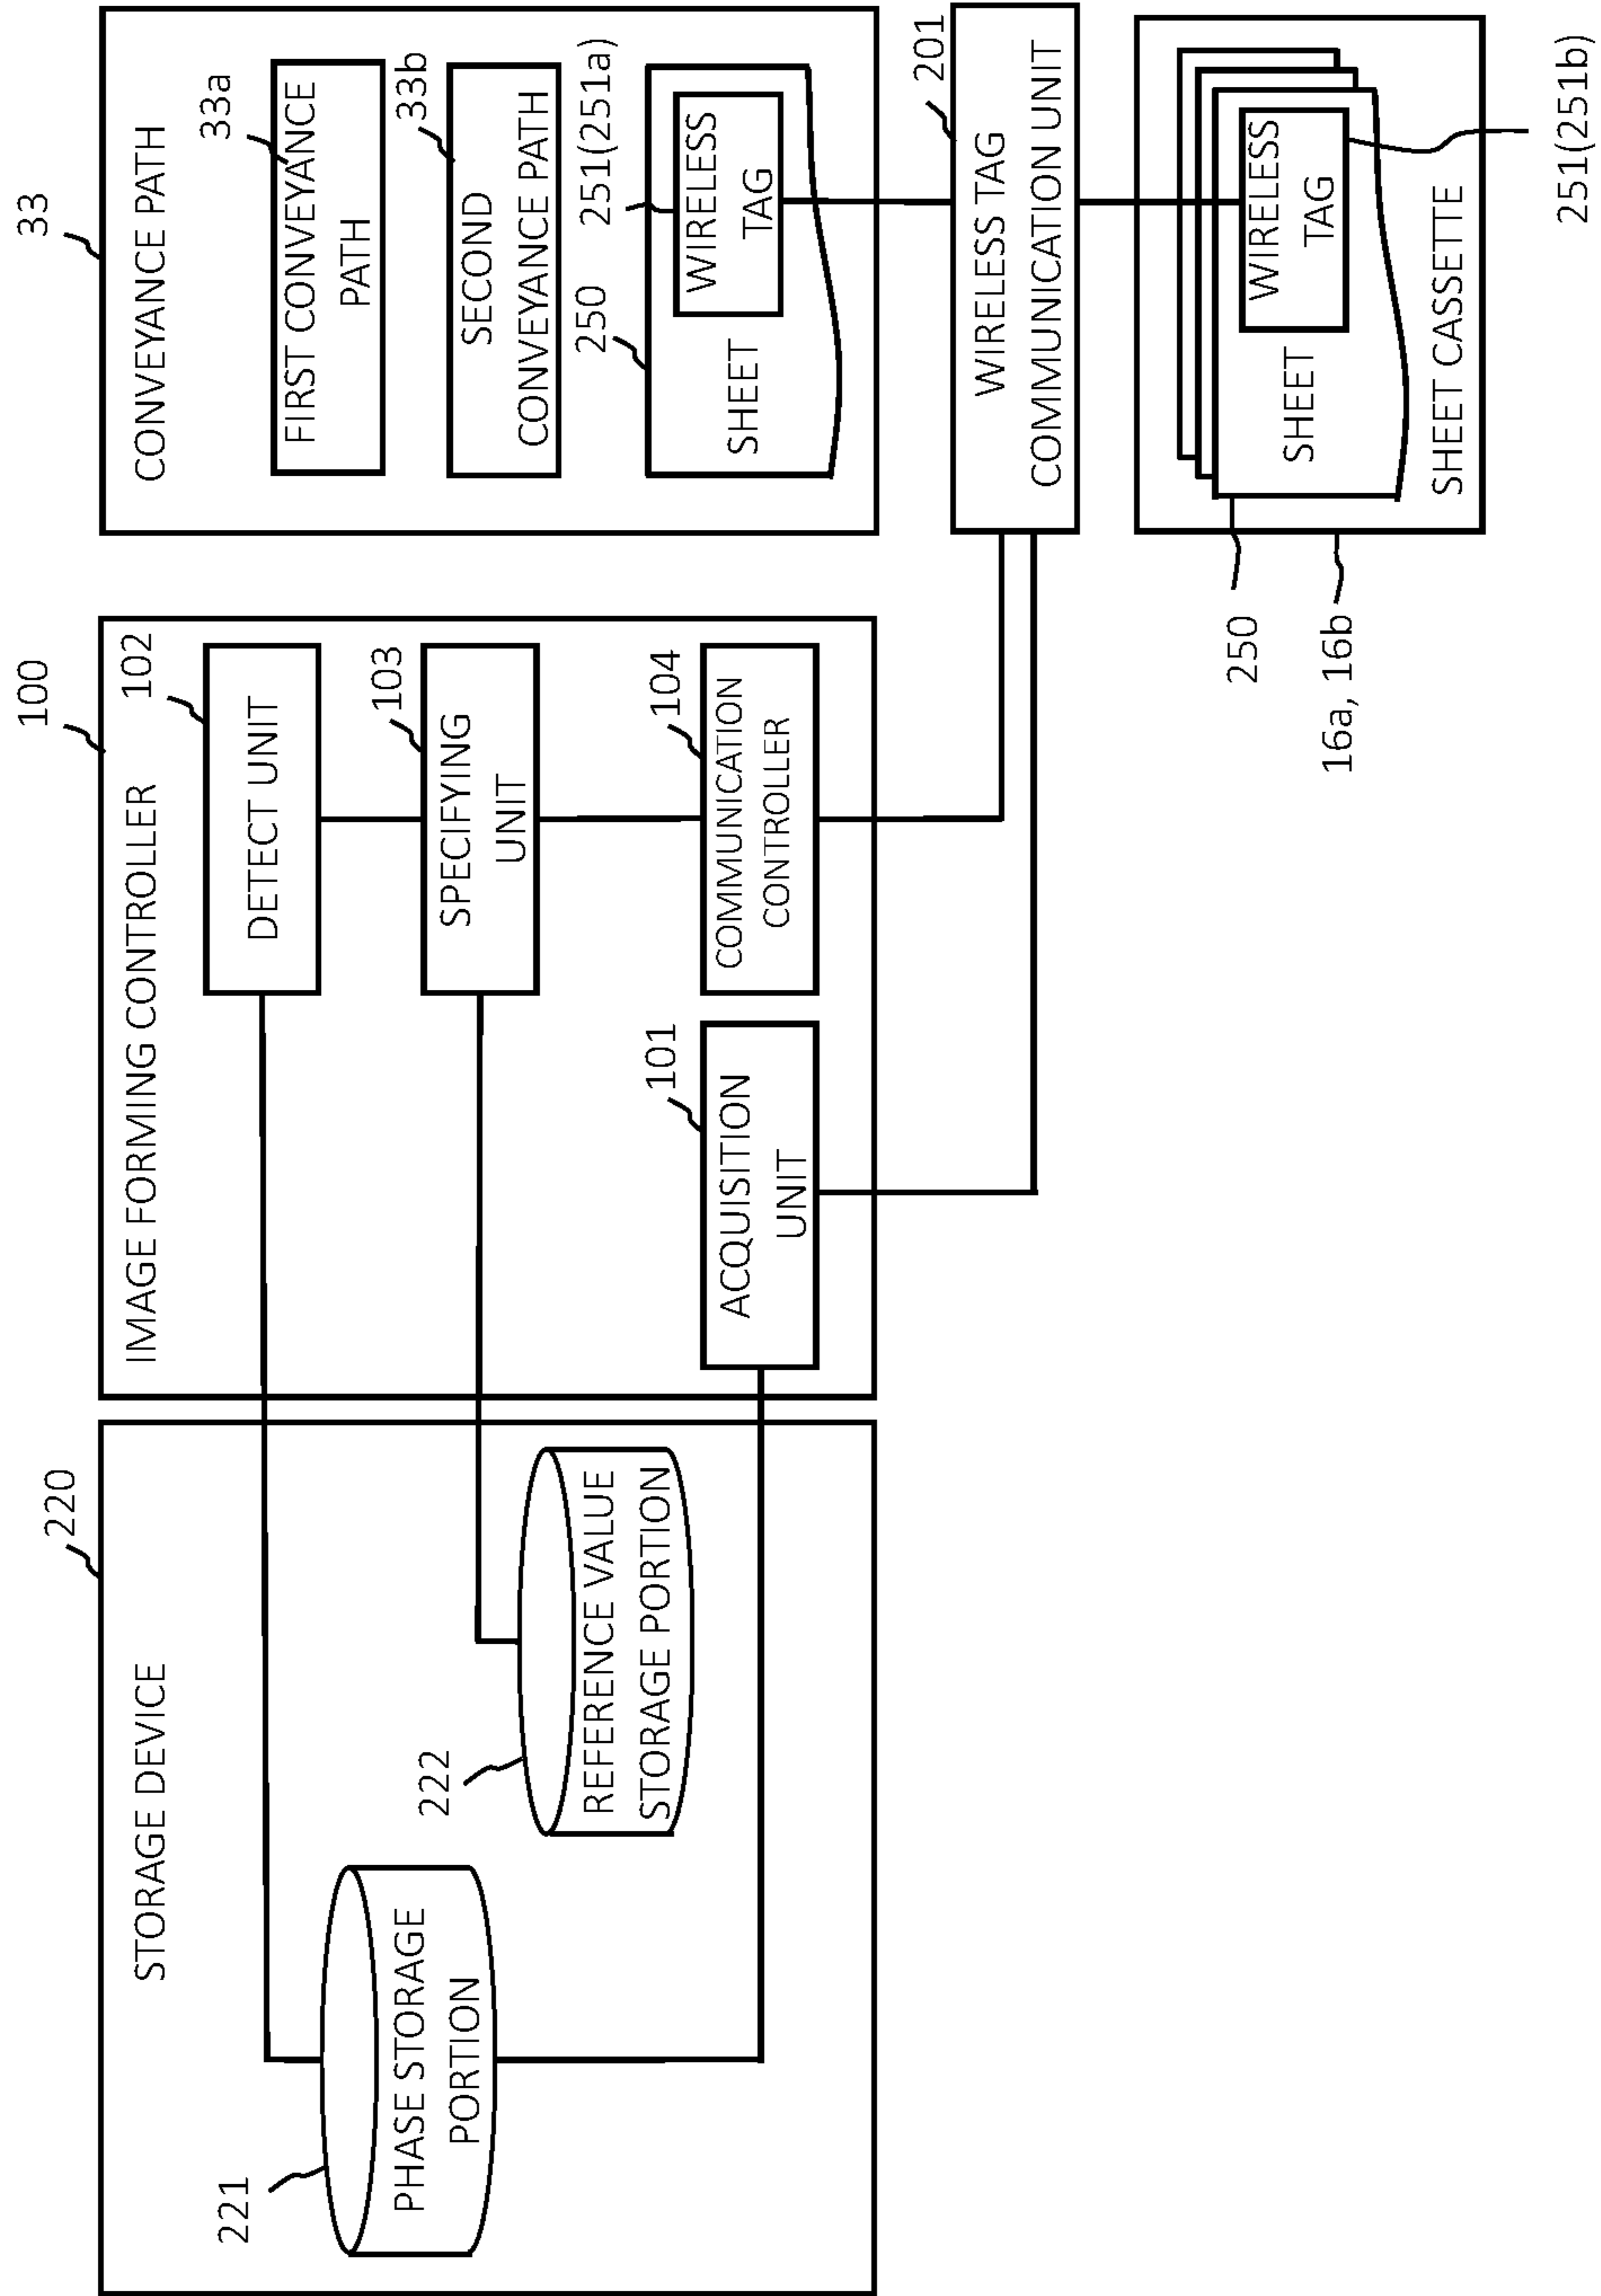 220
STORAGE DEVICE
221
PHASE STORAGE
PORTION
222
REFERENCE VALUE
STORAGE PORTION
100
IMAGE FORMING CONTROLLER
102
DETECT UNIT
103
SPECIFYING
UNIT
101
ACQUISITION
UNIT
104
COMMUNICATION
CONTROLLER
33
CONVEYANCE PATH
33a
FIRST CONVEYANCE
PATH
33b
SECOND
CONVEYANCE PATH
250
251(251a)
WIRELESS
TAG
SHEET
201
WIRELESS TAG
COMMUNICATION UNIT
WIRELESS
TAG
SHEET
SHEET CASSETTE
250
16a, 16b
251(251b)